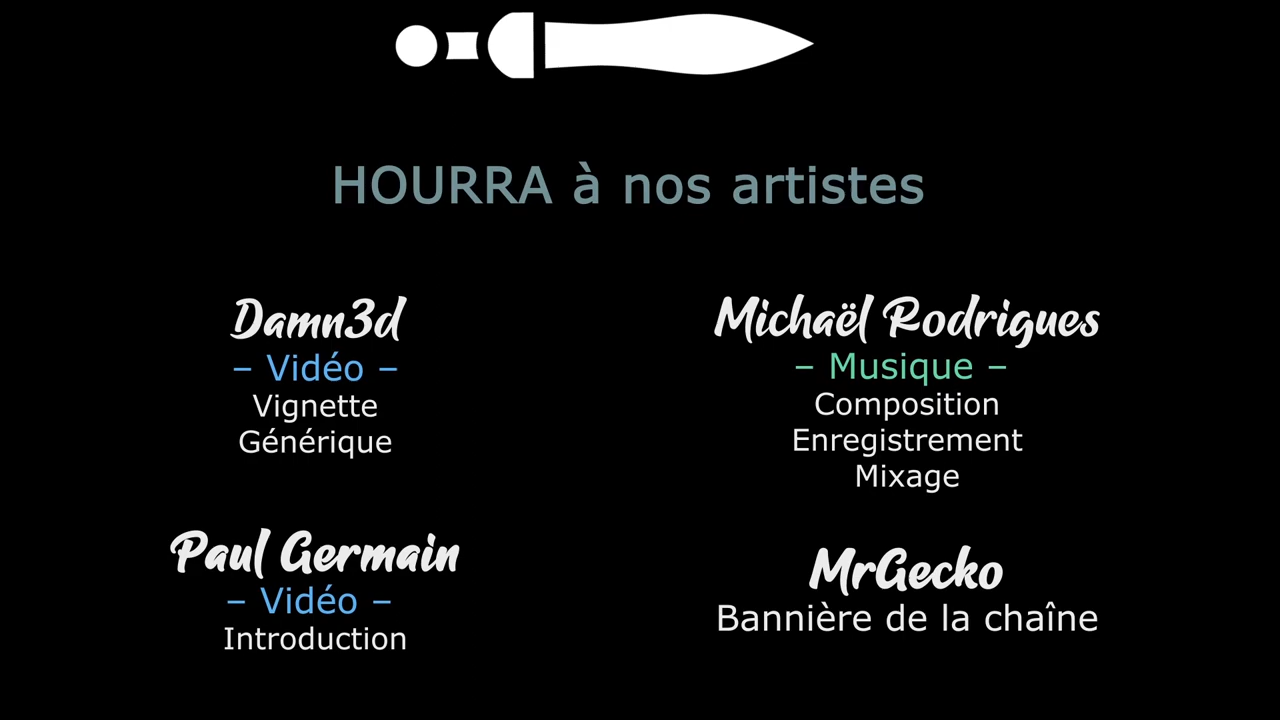 HOURRA à nos artistes
Damn3d
– Vidéo –
Vignette
Générique
Michaël Rodrigues
– Musique –
Composition
Enregistrement
Mixage
Paul Germain
– Vidéo –
Introduction
MrGecko
Bannière de la chaîne